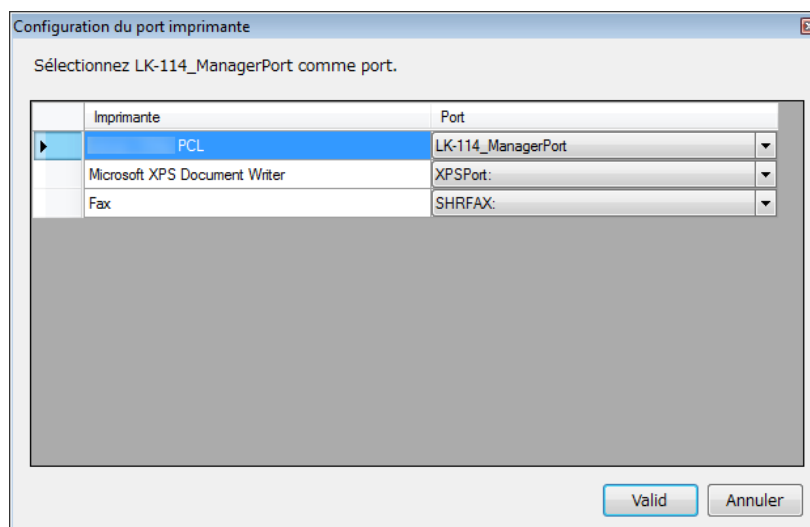 Configuration du port imprimante
Sélectionnez LK-114_ManagerPort comme port.
Imprimante Port
PCL LK-114_ManagerPort
Microsoft XPS Document Writer XPSPort:
Fax SHRFAX:
Valid Annuler